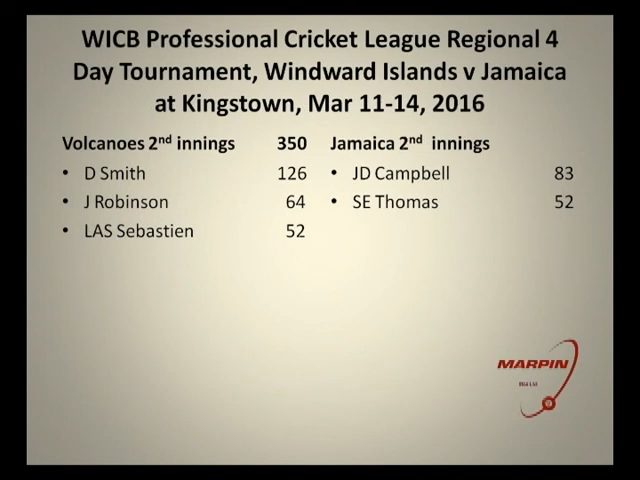 WICB Professional Cricket League Regional 4
Day Tournament, Windward Islands v Jamaica
at Kingstown, Mar 11-14, 2016
Volcanoes 2nd innings 350
• D Smith 126
• J Robinson 64
• LAS Sebastien 52
Jamaica 2nd innings
• JD Campbell 83
• SE Thomas 52
MARPIN